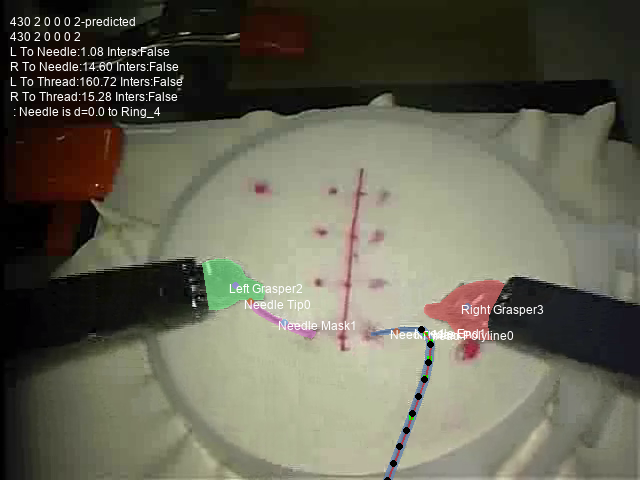 430 2 0 0 0 2-predicted
430 2 0 0 0 2
L To Needle:1.08 Inters:False
R To Needle:14.60 Inters:False
L To Thread:160.72 Inters:False
R To Thread:15.28 Inters:False
: Needle is d=0.0 to Ring_4
Left Grasper2
Needle Tip0
Right Grasper3
Needle Mask1
Polyline0